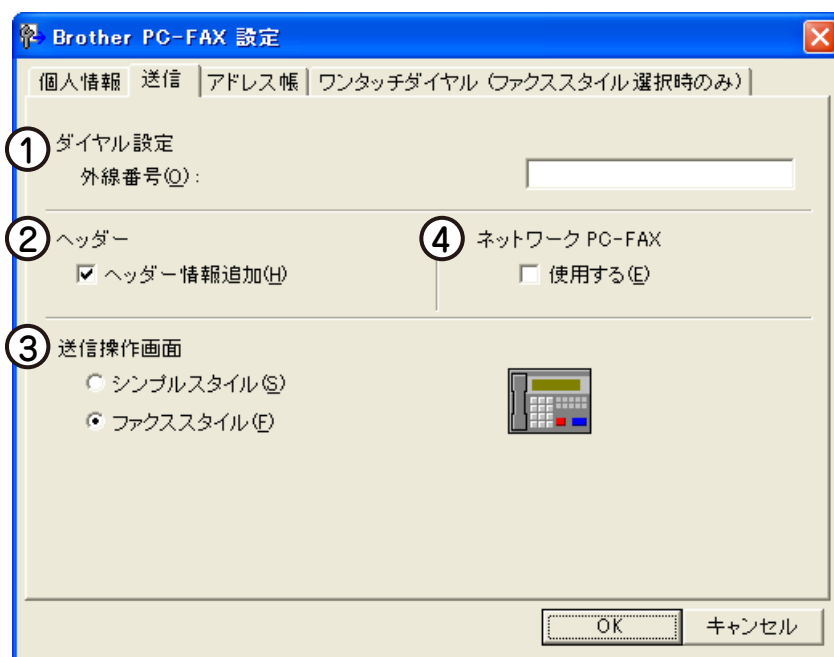 Brother PC-FAX 設定
個人情報 送信 アドレス帳 ワンタッチダイヤル (ファクススタイル選択時のみ)
① ダイヤル設定
外線番号(O):
② ヘッダー
ヘッダー情報追加(H)
④ ネットワーク PC-FAX
使用する(E)
③ 送信操作画面
シンプルスタイル(S)
ファクススタイル(F)
OK キャンセル